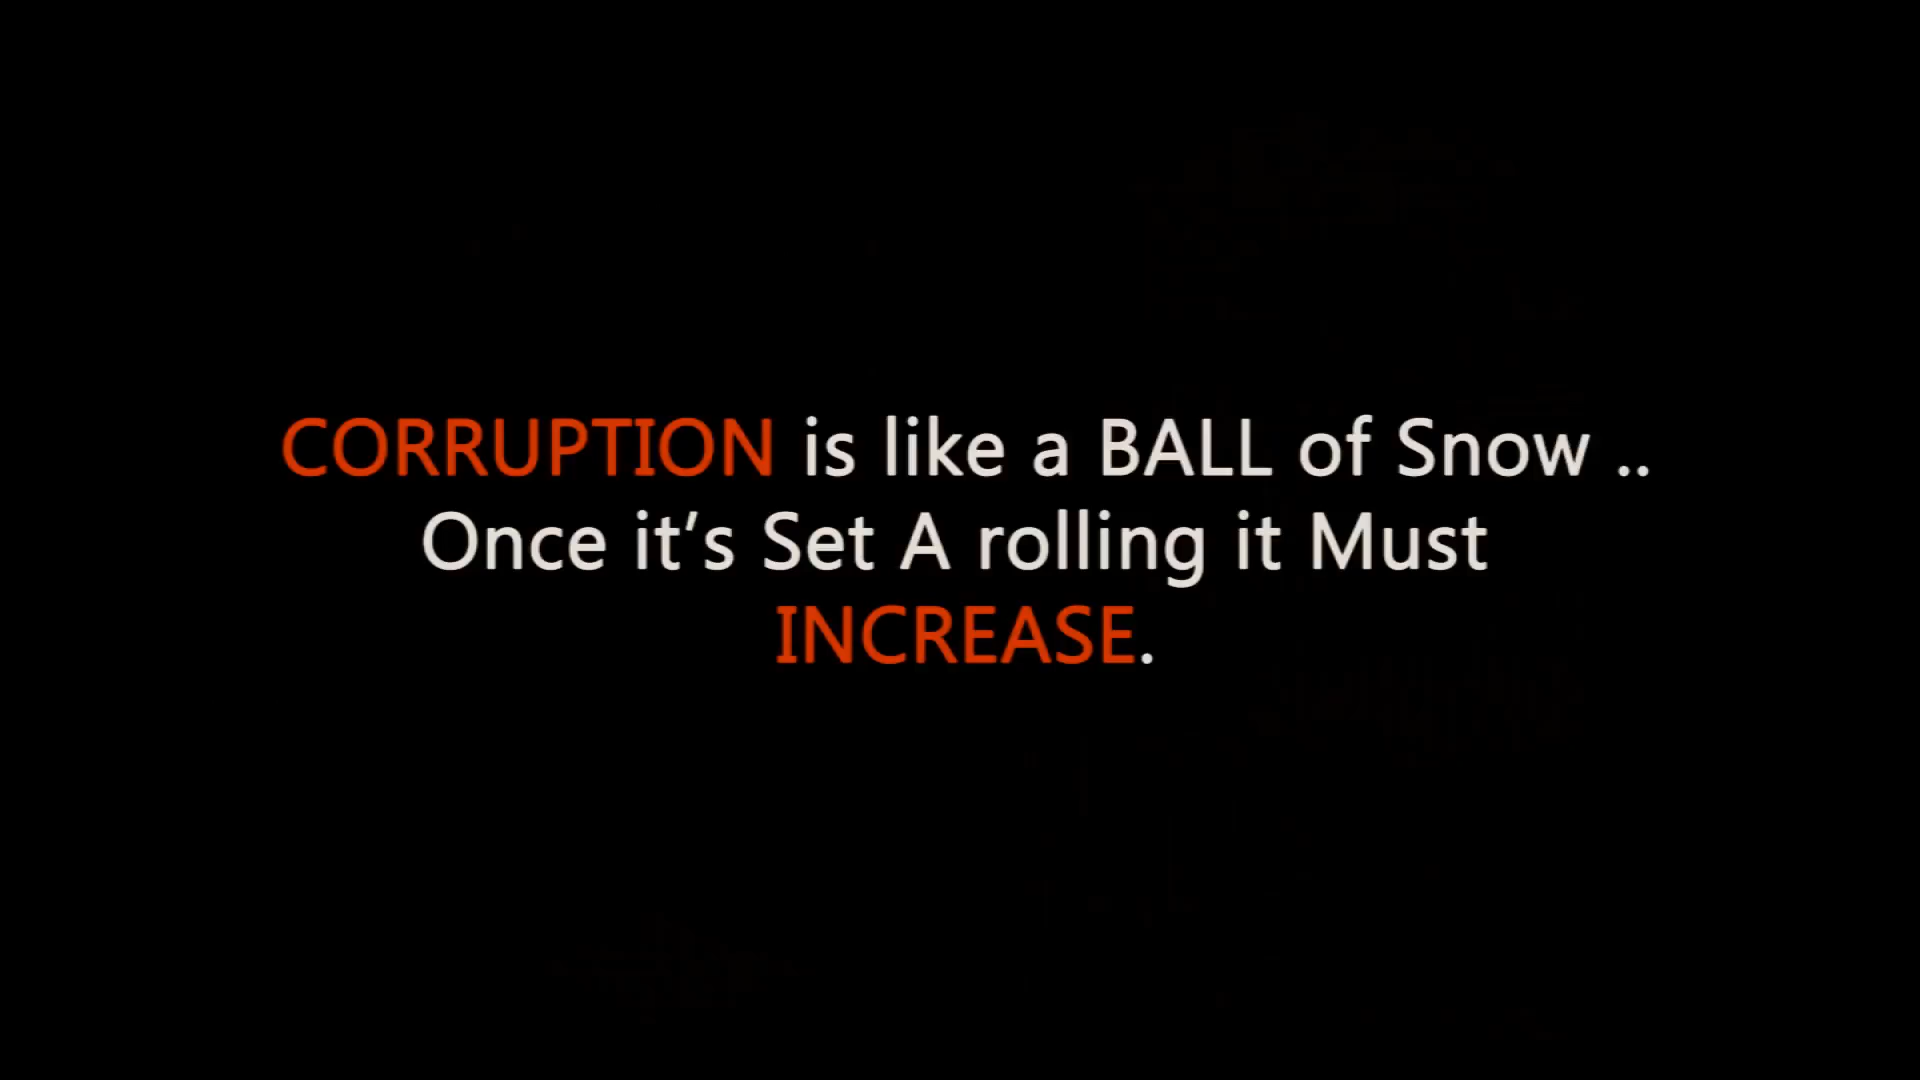 CORRUPTION is like a BALL of Snow ..
Once it’s Set A rolling it Must
INCREASE.